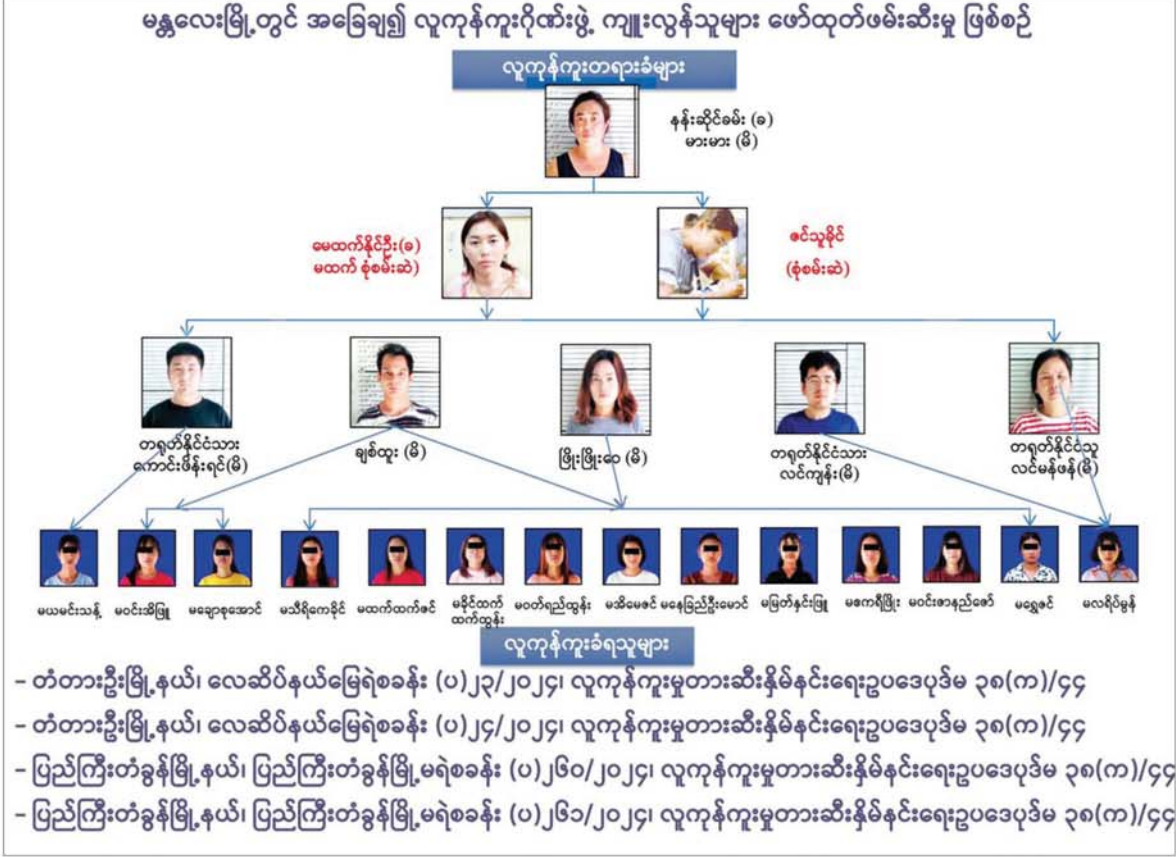 မန္တလေးမြို့တွင် အခြေချ၍ လူကုန်ကူးဂိုဏ်းဖွဲ့ ကျူးလွန်သူများ ဖော်ထုတ်ဖမ်းဆီးမှု ဖြစ်စဉ်
လူကုန်ကူးတရားခံများ
နန်းဆိုင်ခမ်း (ခ)
မားမား (မိ)
မေထက်နိုင်ဦး(ခ)
မထက် စုံစမ်းဆဲ)
ဇင်သူခိုင်
(စုံစမ်းဆဲ)
တရုတ်နိုင်ငံသား
ကောင်းဖိန်းရင်(မိ)
ချစ်ထူး (မိ)
ဖြိုးဖြိုးဝေ (မိ)
တရုတ်နိုင်ငံသား
လင်ကျန်း(မိ)
တရုတ်နိုင်ငံသူ
လင်မန်ဖန်(မိ)
မယမင်းသန့်
မဝင်းအိဖြူ
မချောစုအောင်
မသီရိကေခိုင်
မထက်ထက်ဇင်
မခိုင်ထက်
ထက်ထွန်း
မဝတ်ရည်ထွန်း
မအိမေဇင်
မနေခြည်ဦးမောင်
မမြတ်နှင်းဖြူ
မဧကရီဖြိုး
မဝင်းဇာနည်ဇော်
မရွှေဇင်
မလရိပ်မွန်
လူကုန်ကူးခံရသူများ
– တံတားဦးမြို့နယ်၊ လေဆိပ်နယ်မြေရဲစခန်း (ပ)၂၃/၂၀၂၄၊ လူကုန်ကူးမှုတားဆီးနှိမ်နင်းရေးဥပဒေပုဒ်မ ၃၈(က)/၄၄
– တံတားဦးမြို့နယ်၊ လေဆိပ်နယ်မြေရဲစခန်း (ပ)၂၄/၂၀၂၄၊ လူကုန်ကူးမှုတားဆီးနှိမ်နင်းရေးဥပဒေပုဒ်မ ၃၈(က)/၄၄
– ပြည်ကြီးတံခွန်မြို့နယ်၊ ပြည်ကြီးတံခွန်မြို့မရဲစခန်း (ပ)၂၆၀/၂၀၂၄၊ လူကုန်ကူးမှုတားဆီးနှိမ်နင်းရေးဥပဒေပုဒ်မ ၃၈(က)/၄၄
– ပြည်ကြီးတံခွန်မြို့နယ်၊ ပြည်ကြီးတံခွန်မြို့မရဲစခန်း (ပ)၂၆၁/၂၀၂၄၊ လူကုန်ကူးမှုတားဆီးနှိမ်နင်းရေးဥပဒေပုဒ်မ ၃၈(က)/၄၄